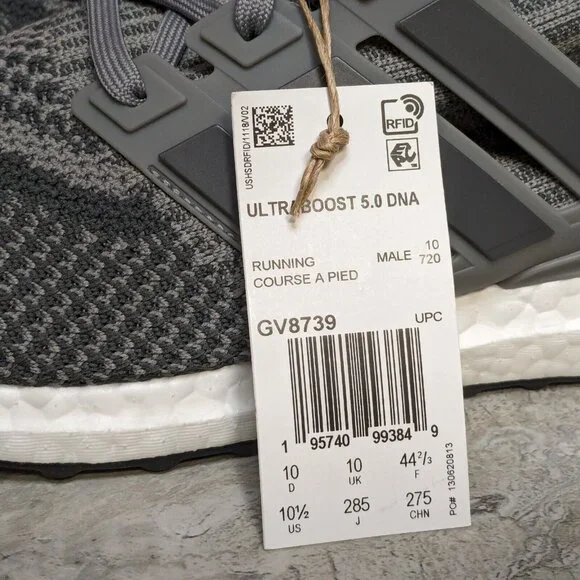 USHSDRFID/1118/V02
RFID
EPC
ULTRABOOST 5.0 DNA
RUNNING
COURSE A PIED
MALE
10
720
GV8739
UPC
1 95740 99384 9
10 10 44²/₃
D UK F
10½ 285 275
US J CHN
PO# 130620813